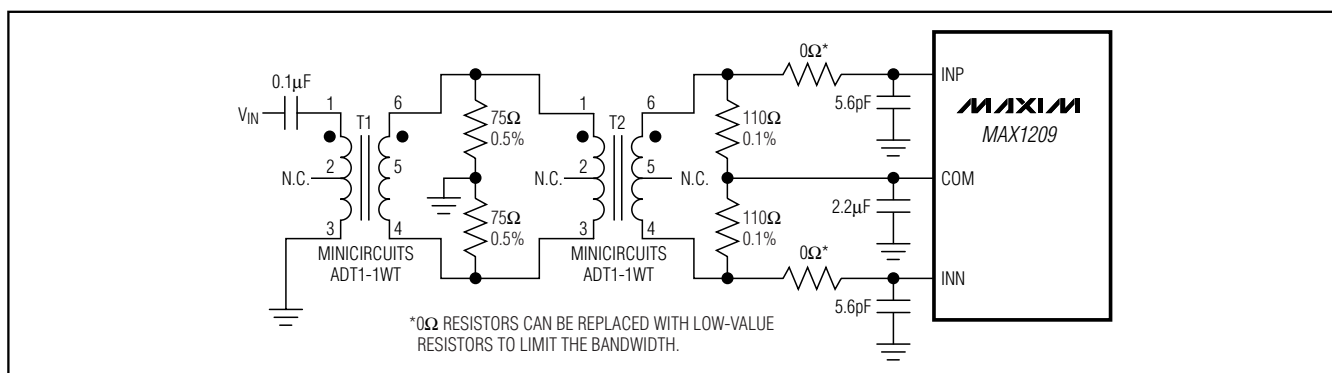 0.1μF
V_IN
1
6
T1
2
5
N.C.
3
4
MINICIRCUITS
ADT1-1WT
75Ω
0.5%
75Ω
0.5%
1
6
T2
2
5
N.C.
N.C.
3
4
MINICIRCUITS
ADT1-1WT
110Ω
0.1%
110Ω
0.1%
0Ω*
5.6pF
2.2μF
0Ω*
5.6pF
INP
MAXIM
MAX1209
COM
INN
*0Ω RESISTORS CAN BE REPLACED WITH LOW-VALUE
RESISTORS TO LIMIT THE BANDWIDTH.